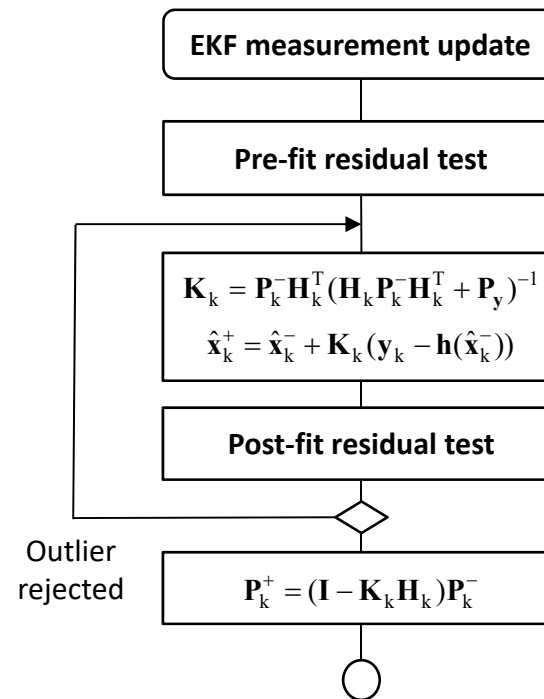 EKF measurement update
Pre-fit residual test
K_k = P_k^- H_k^T (H_k P_k^- H_k^T + P_y)^{-1}
x̂_k^+ = x̂_k^- + K_k (y_k − h(x̂_k^-))
Post-fit residual test
Outlier
rejected
P_k^+ = (I − K_k H_k) P_k^-